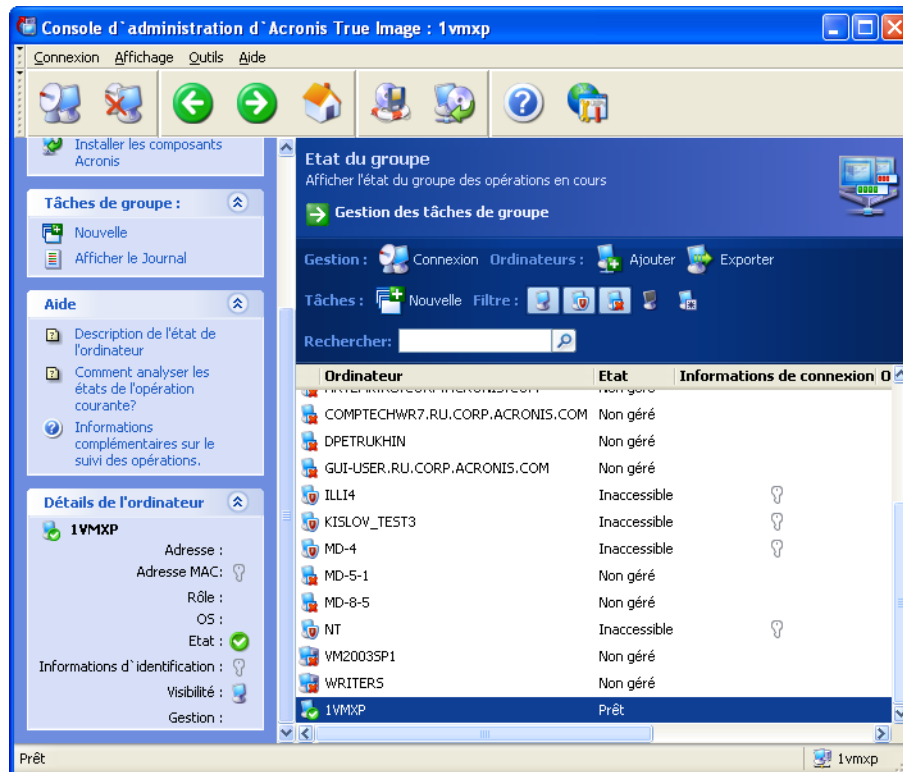 Console d`administration d`Acronis True Image : 1vmxp
Connexion Affichage Outils Aide
Installer les composants
Acronis
Tâches de groupe :
Nouvelle
Afficher le Journal
Aide
Description de l'état de
l'ordinateur
Comment analyser les
états de l'opération
courante?
Informations
complémentaires sur le
suivi des opérations.
Détails de l'ordinateur
1VMXP
Adresse :
Adresse MAC:
Rôle :
OS :
Etat :
Informations d`identification :
Visibilité :
Gestion :
Etat du groupe
Afficher l'état du groupe des opérations en cours
Gestion des tâches de groupe
Gestion : Connexion Ordinateurs : Ajouter Exporter
Tâches : Nouvelle Filtre :
Rechercher:
Ordinateur Etat Informations de connexion O
Non géré
COMPTECHWR7.RU.CORP.ACRONIS.COM Non géré
DPETRUKHIN Non géré
GUI-USER.RU.CORP.ACRONIS.COM Non géré
ILLI4 Inaccessible
KISLOV_TEST3 Inaccessible
MD-4 Inaccessible
MD-5-1 Non géré
MD-8-5 Non géré
NT Inaccessible
VM2003SP1 Non géré
WRITERS Non géré
1VMXP Prêt
Prêt 1vmxp